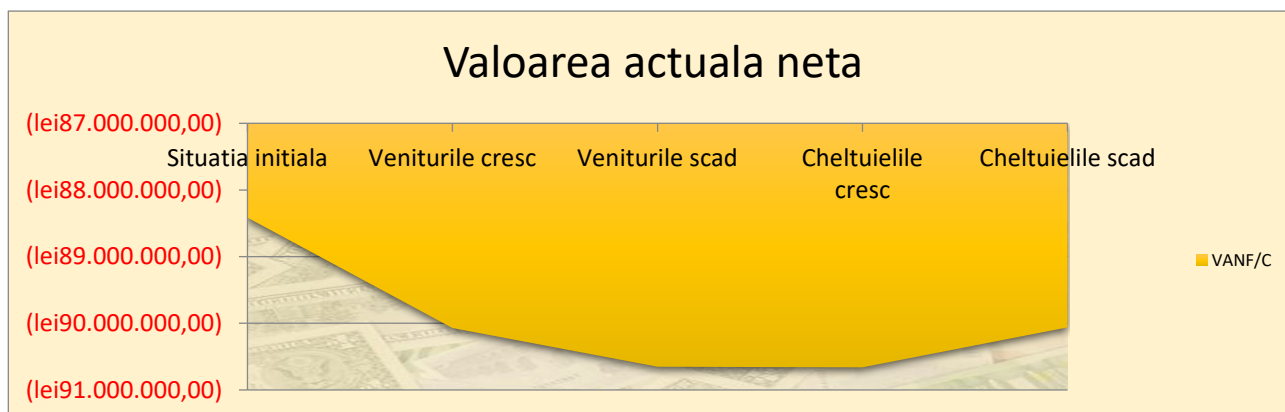 Valoarea actuala neta
(lei87.000.000,00)
Situatia initiala
Veniturile cresc
Veniturile scad
Cheltuielile
cresc
Cheltuielile scad
(lei88.000.000,00)
(lei89.000.000,00)
VANF/C
(lei90.000.000,00)
(lei91.000.000,00)